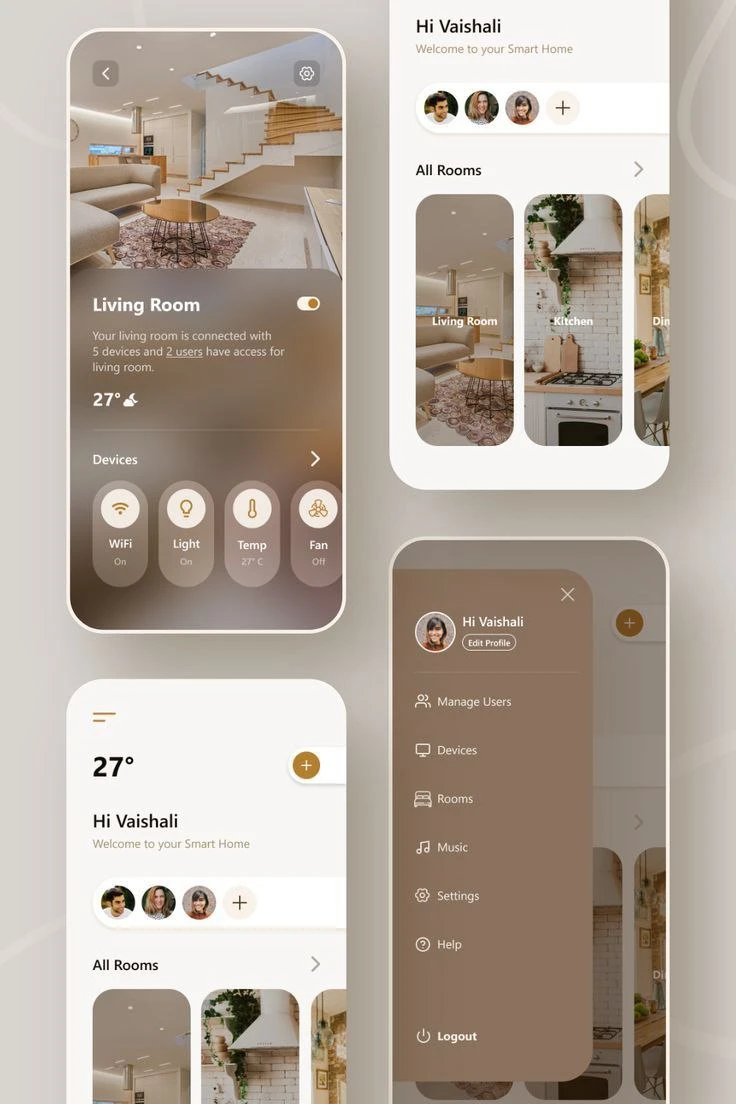 Living Room
Your living room is connected with
5 devices and 2 users have access for
living room.
27°
Devices
WiFi
On
Light
On
Temp
27° C
Fan
Off
Hi Vaishali
Welcome to your Smart Home
All Rooms
Living Room
Kitchen
Din
27°
Hi Vaishali
Welcome to your Smart Home
All Rooms
Hi Vaishali
Edit Profile
Manage Users
Devices
Rooms
Music
Settings
Help
Logout
Di